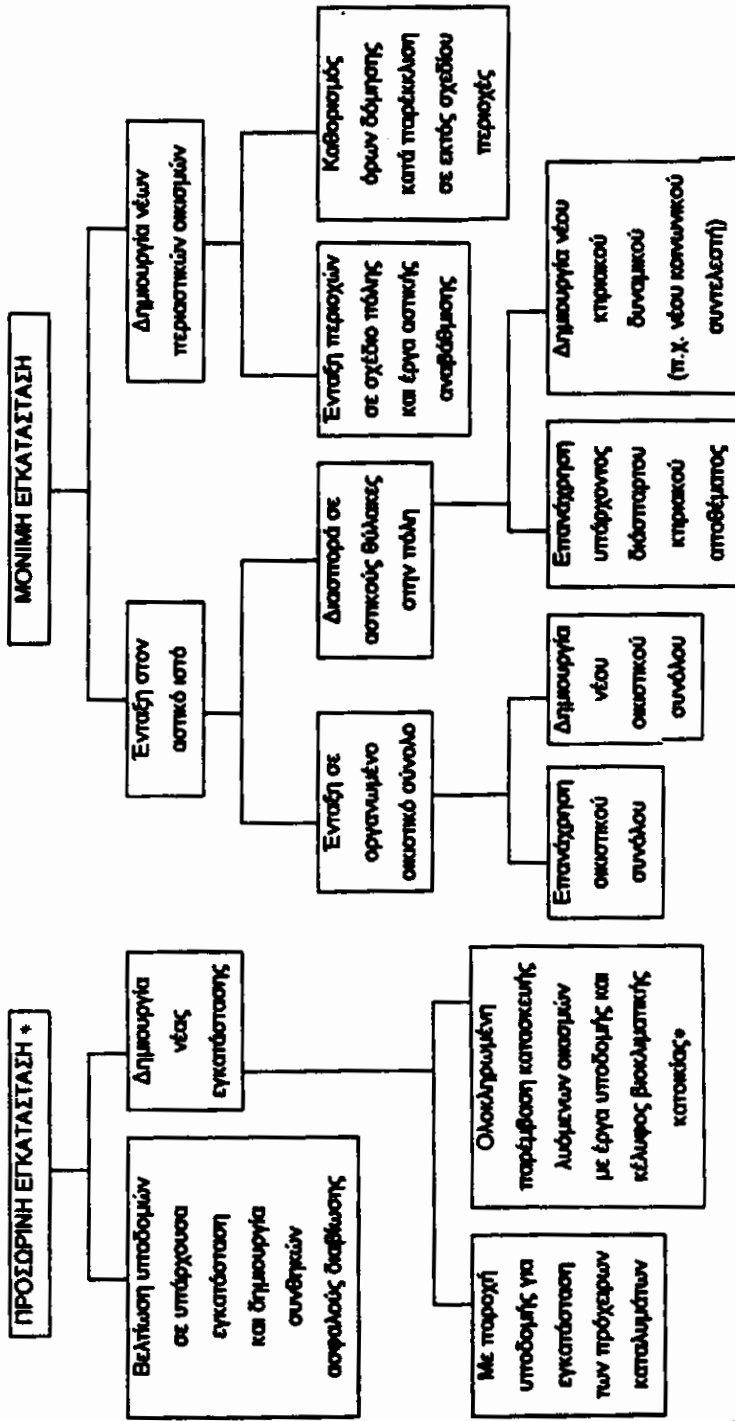 ΠΡΟΣΩΡΙΝΗ ΕΓΚΑΤΑΣΤΑΣΗ *
Βελτίωση υποδομών
σε υπάρχουσα
εγκατάσταση
και δημιουργία
συνθηκών
ασφαλούς διαβίωσης
Δημιουργία
νέας
εγκατάστασης
Με παροχή
υποδομής για
εγκατάσταση
των πρόχειρων
καταλυμάτων
Ολοκληρωμένη
παρέμβαση κατασκευής
λυόμενων οικισμών
με έργα υποδομής και
κέλυφος βιοκλιματικής
κατοικίας*
ΜΟΝΙΜΗ ΕΓΚΑΤΑΣΤΑΣΗ
Ένταξη στον
αστικό ιστό
Δημιουργία νέων
περιαστικών οικισμών
Ένταξη σε
οργανωμένο
οικιστικό σύνολο
Διασπορά σε
αστικούς θύλακες
στην πόλη
Ένταξη περιοχών
σε σχέδιο πόλης
και έργα αστικής
αναβάθμισης
Καθορισμός
όρων δόμησης
κατά παρέκκλιση
σε εκτός σχεδίου
περιοχές
Επανάχρηση
οικιστικού
συνόλου
Δημιουργία
νέου
οικιστικού
συνόλου
Επανάχρηση
υπάρχοντος
διάσπαρτου
κτιριακού
αποθέματος
Δημιουργία νέου
κτιριακού
δυναμικού
(π.χ. νέου κοινωνικού
συντελεστή)